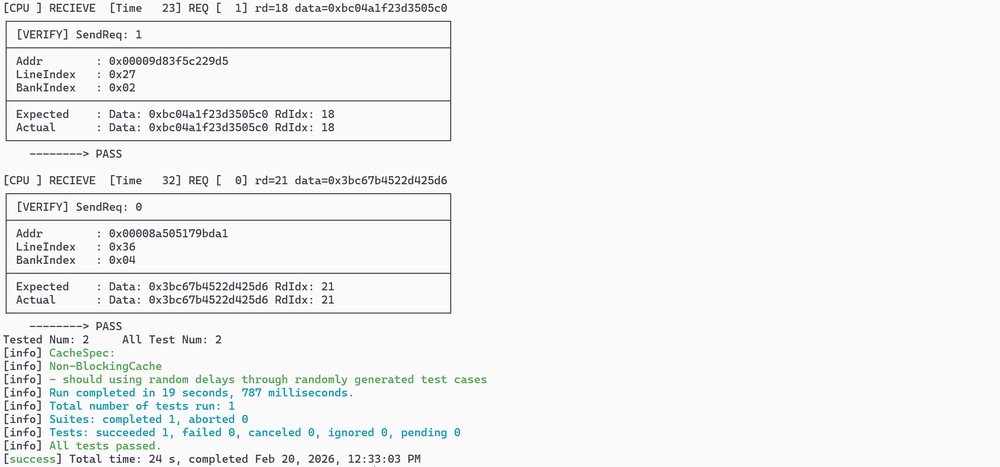 [CPU ] RECIEVE  [Time   23] REQ [  1] rd=18 data=0xbc04a1f23d3505c0
[VERIFY] SendReq: 1
Addr        : 0x00009d83f5c229d5
LineIndex   : 0x27
BankIndex   : 0x02
Expected    : Data: 0xbc04a1f23d3505c0 RdIdx: 18
Actual      : Data: 0xbc04a1f23d3505c0 RdIdx: 18
--------> PASS
[CPU ] RECIEVE  [Time   32] REQ [  0] rd=21 data=0x3bc67b4522d425d6
[VERIFY] SendReq: 0
Addr        : 0x00008a505179bda1
LineIndex   : 0x36
BankIndex   : 0x04
Expected    : Data: 0x3bc67b4522d425d6 RdIdx: 21
Actual      : Data: 0x3bc67b4522d425d6 RdIdx: 21
--------> PASS
Tested Num: 2     All Test Num: 2
[info] CacheSpec:
[info] Non-BlockingCache
[info] - should using random delays through randomly generated test cases
[info] Run completed in 19 seconds, 787 milliseconds.
[info] Total number of tests run: 1
[info] Suites: completed 1, aborted 0
[info] Tests: succeeded 1, failed 0, canceled 0, ignored 0, pending 0
[info] All tests passed.
[success] Total time: 24 s, completed Feb 20, 2026, 12:33:03 PM